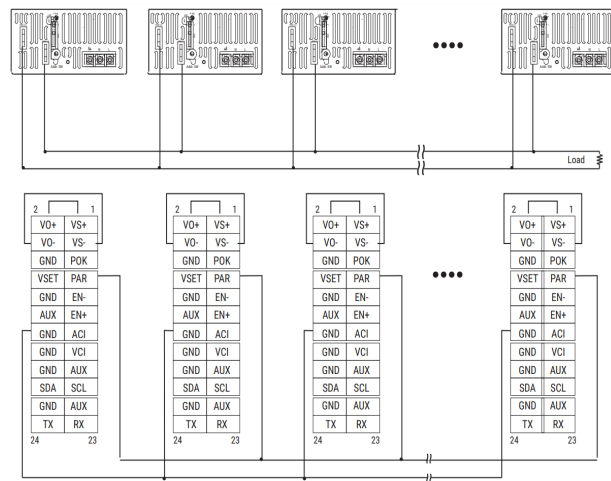 Load
2 1 2 1 2 1 2 1
VO+ VS+ VO+ VS+ VO+ VS+ VO+ VS+
VO- VS- VO- VS- VO- VS- VO- VS-
GND POK GND POK GND POK GND POK
VSET PAR VSET PAR VSET PAR VSET PAR
GND EN- GND EN- GND EN- GND EN-
AUX EN+ AUX EN+ AUX EN+ AUX EN+
GND ACI GND ACI GND ACI GND ACI
GND VCI GND VCI GND VCI GND VCI
GND AUX GND AUX GND AUX GND AUX
SDA SCL SDA SCL SDA SCL SDA SCL
GND AUX GND AUX GND AUX GND AUX
TX RX TX RX TX RX TX RX
24 23 24 23 24 23 24 23